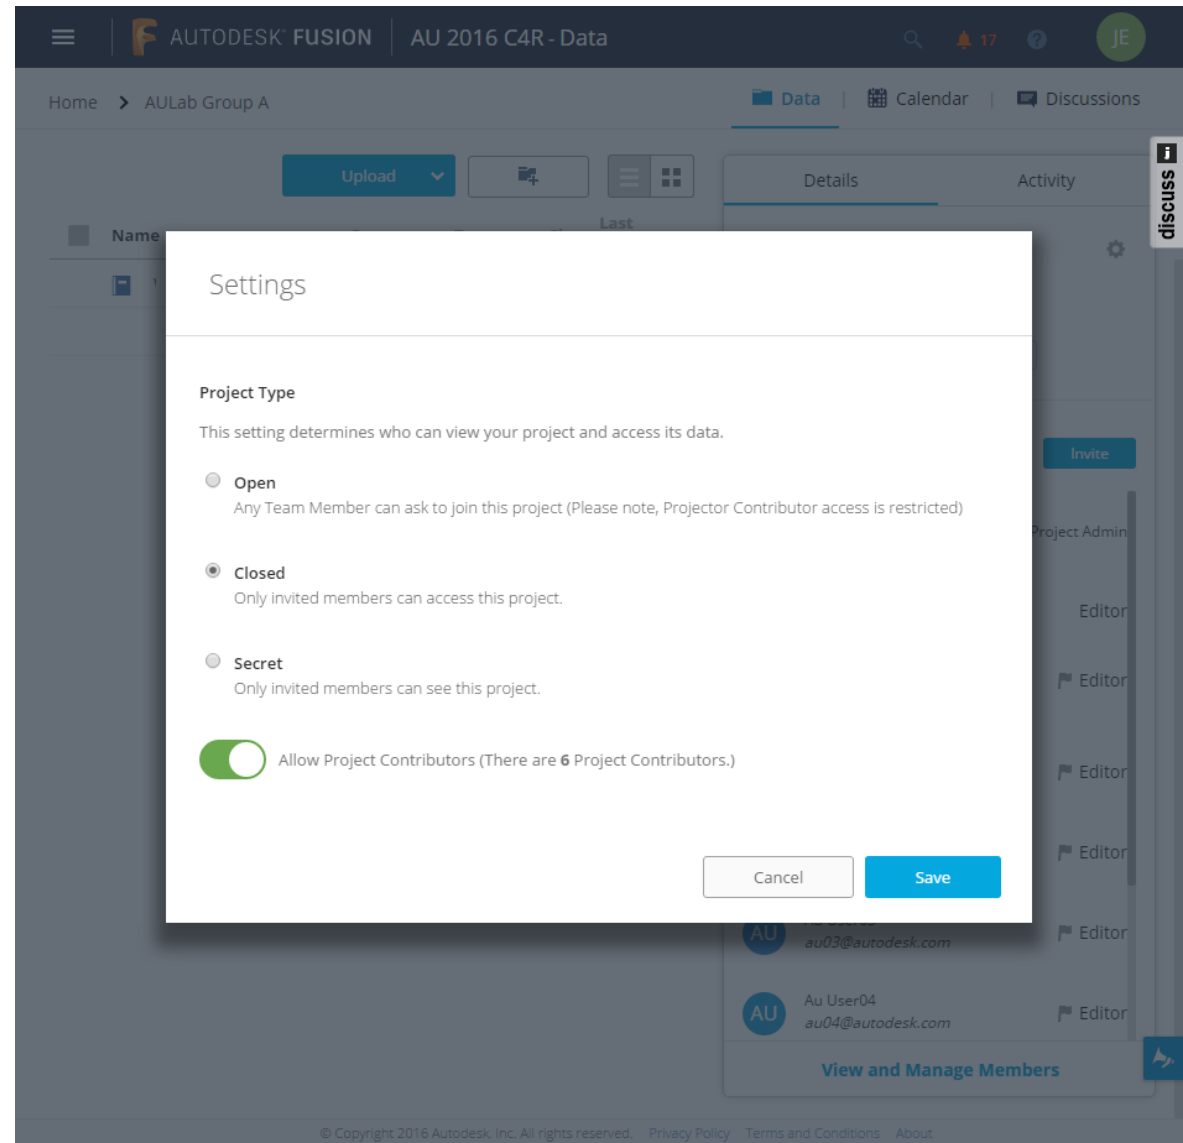 AUTODESK® FUSION AU 2016 C4R - Data 17 JE
Home AULab Group A Data Calendar Discussions
discuss
Upload
Details Activity
Name Last
Settings
Project Type
This setting determines who can view your project and access its data.
Invite
Open
Any Team Member can ask to join this project (Please note, Projector Contributor access is restricted)
Project Admin
Closed
Only invited members can access this project.
Editor
Secret
Only invited members can see this project.
Editor
Allow Project Contributors (There are 6 Project Contributors.)
Editor
Editor
Cancel Save
AU au03@autodesk.com Editor
Au User04
AU au04@autodesk.com Editor
View and Manage Members
© Copyright 2016 Autodesk, Inc. All rights reserved. Privacy Policy Terms and Conditions About